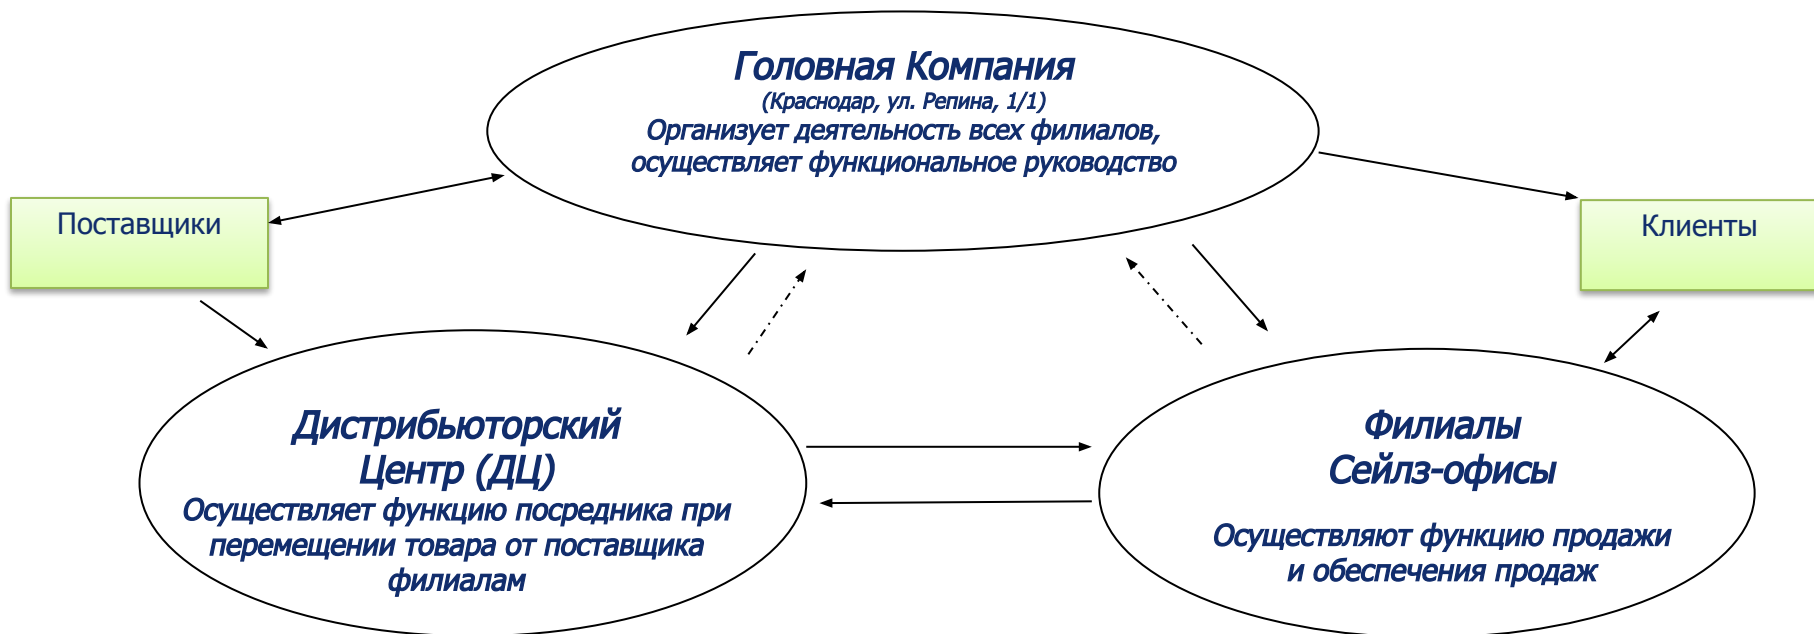 Головная Компания
(Краснодар, ул. Репина, 1/1)
Организует деятельность всех филиалов,
осуществляет функциональное руководство
Поставщики
Клиенты
Дистрибьюторский
Центр (ДЦ)
Осуществляет функцию посредника при
перемещении товара от поставщика
филиалам
Филиалы
Сейлз-офисы
Осуществляют функцию продажи
и обеспечения продаж